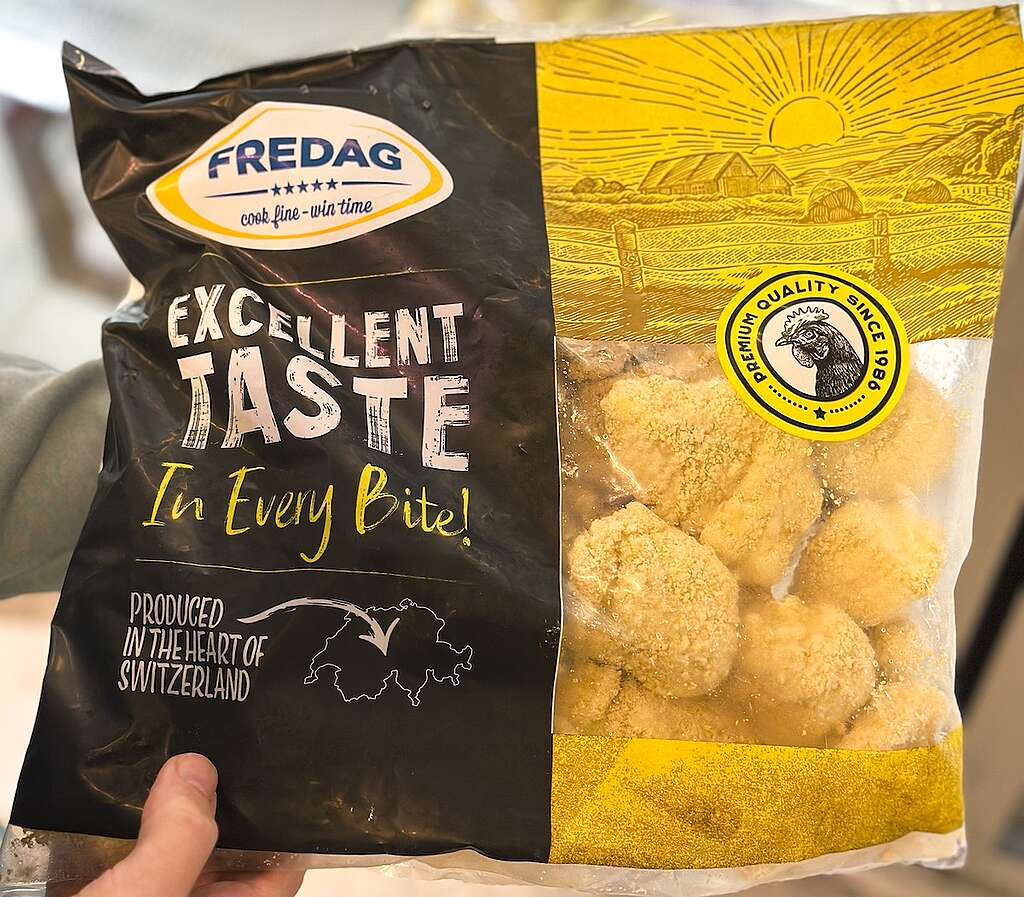 FREDAG
cook fine - win time
EXCELLENT
TASTE
In Every Bite!
PRODUCED
IN THE HEART OF
SWITZERLAND
PREMIUM QUALITY SINCE 1986